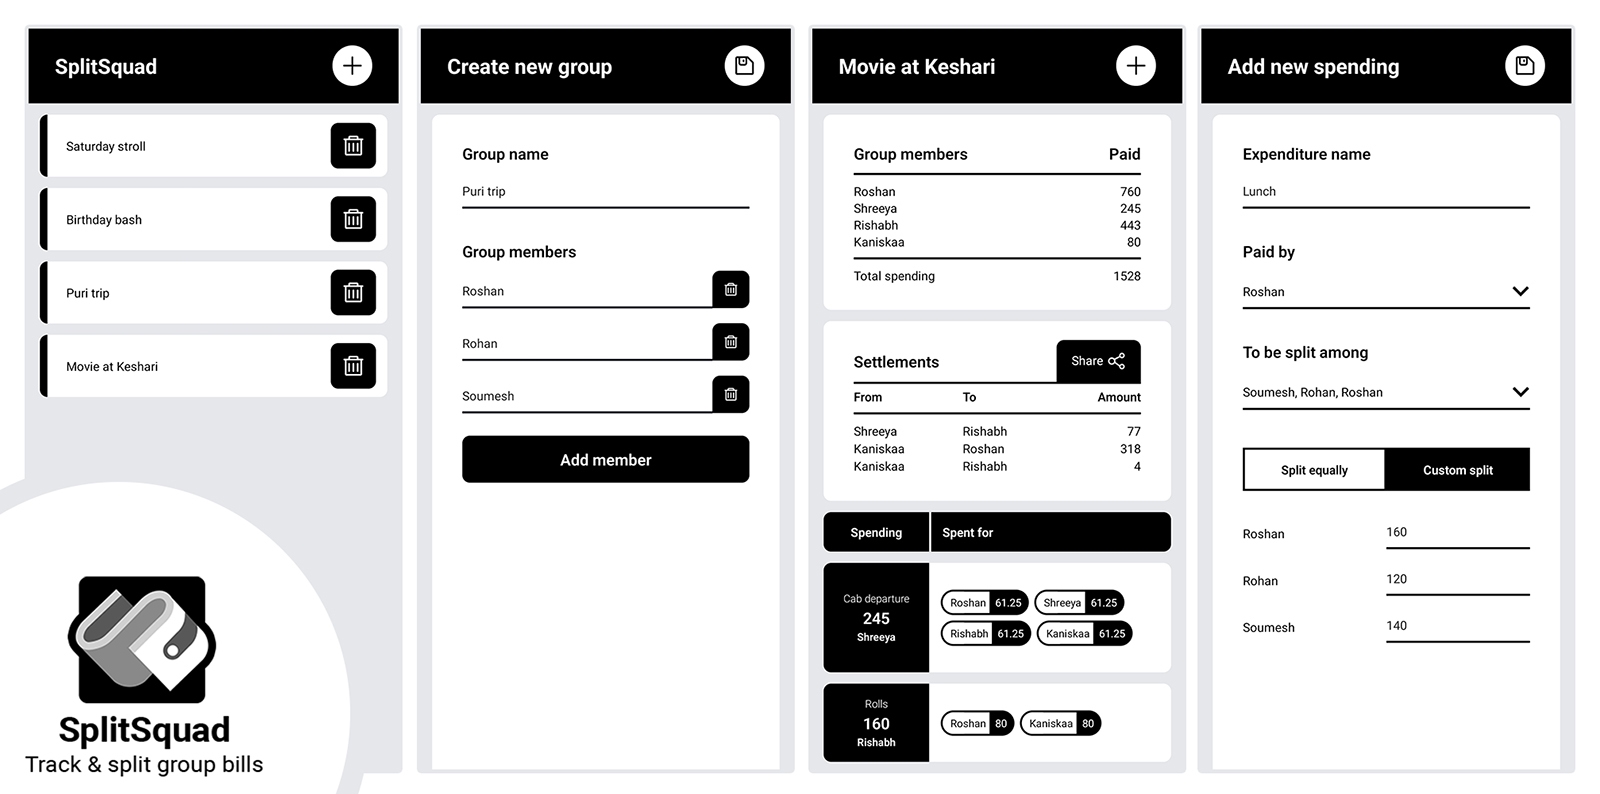 SplitSquad
Saturday stroll
Birthday bash
Puri trip
Movie at Keshari
SplitSquad
Track & split group bills
Create new group
Group name
Puri trip
Group members
Roshan
Rohan
Soumesh
Add member
Movie at Keshari
Group members Paid
Roshan 760
Shreeya 245
Rishabh 443
Kaniskaa 80
Total spending 1528
Settlements Share
From To Amount
Shreeya Rishabh 77
Kaniskaa Roshan 318
Kaniskaa Rishabh 4
Spending Spent for
Cab departure
245
Shreeya
Roshan 61.25 Shreeya 61.25
Rishabh 61.25 Kaniskaa 61.25
Rolls
160
Rishabh
Roshan 80 Kaniskaa 80
Add new spending
Expenditure name
Lunch
Paid by
Roshan
To be split among
Soumesh, Rohan, Roshan
Split equally Custom split
Roshan 160
Rohan 120
Soumesh 140